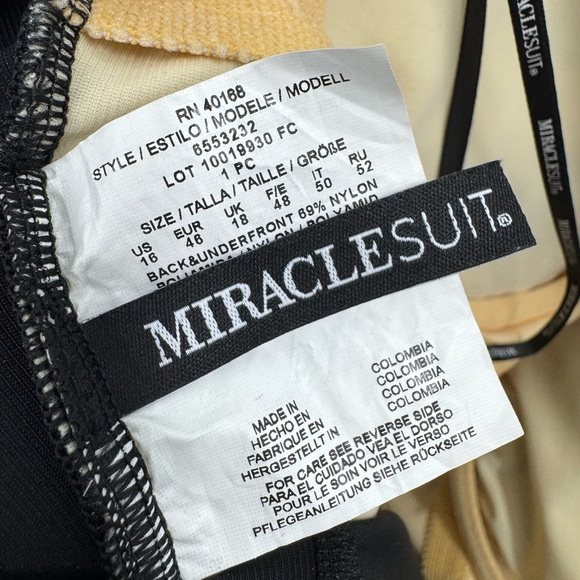 RN 40188
STYLE / ESTILO / MODELE / MODELL
6553232
LOT 10019930 FC
1 PC
SIZE / TALLA / TAILLE / GRÖßE
US EUR UK F/E IT RU
16 46 18 48 50 52
BACK&UNDERFRONT 69% NYLON
MIRACLESUIT®
MADE IN COLOMBIA
HECHO EN COLOMBIA
FABRIQUE EN COLOMBIA
HERGESTELLT IN COLOMBIA
FOR CARE SEE REVERSE SIDE
PARA EL CUIDADO VEA EL DORSO
POUR LE SOIN VOIR LE VERSO
PFLEGEANLEITUNG SIEHE RÜCKSEITE
MIRACLESUIT®